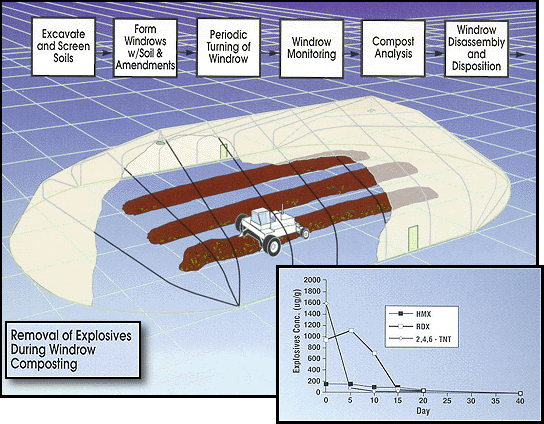 Excavate
and Screen
Soils
Form
Windrows
w/Soil &
Amendments
Periodic
Turning of
Windrow
Windrow
Monitoring
Compost
Analysis
Windrow
Disassembly
and
Disposition
Removal of Explosives
During Windrow
Composting
Explosives Conc. (ug/g)
2000
1800
1600
1400
1200
1000
800
600
400
200
0
HMX
RDX
2,4,6 - TNT
0 5 10 15 20 25 30 35 40
Day